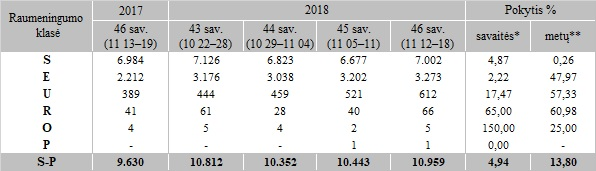 Raumeningumo klasė 2017 2018 Pokytis %
46 sav. (11 13–19) 43 sav. (10 22–28) 44 sav. (10 29–11 04) 45 sav. (11 05–11) 46 sav. (11 12–18) savaitės* metų**
S 6.984 7.126 6.823 6.677 7.002 4,87 0,26
E 2.212 3.176 3.038 3.202 3.273 2,22 47,97
U 389 444 459 521 612 17,47 57,33
R 41 61 28 40 66 65,00 60,98
O 4 5 4 2 5 150,00 25,00
P - - - 1 1 0,00 -
S-P 9.630 10.812 10.352 10.443 10.959 4,94 13,80